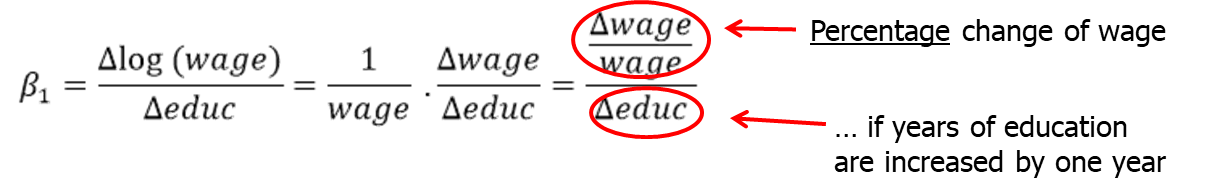 β₁ = Δlog (wage) / Δeduc = 1 / wage . Δwage / Δeduc = Δwage / wage / Δeduc
Percentage change of wage
... if years of education
are increased by one year